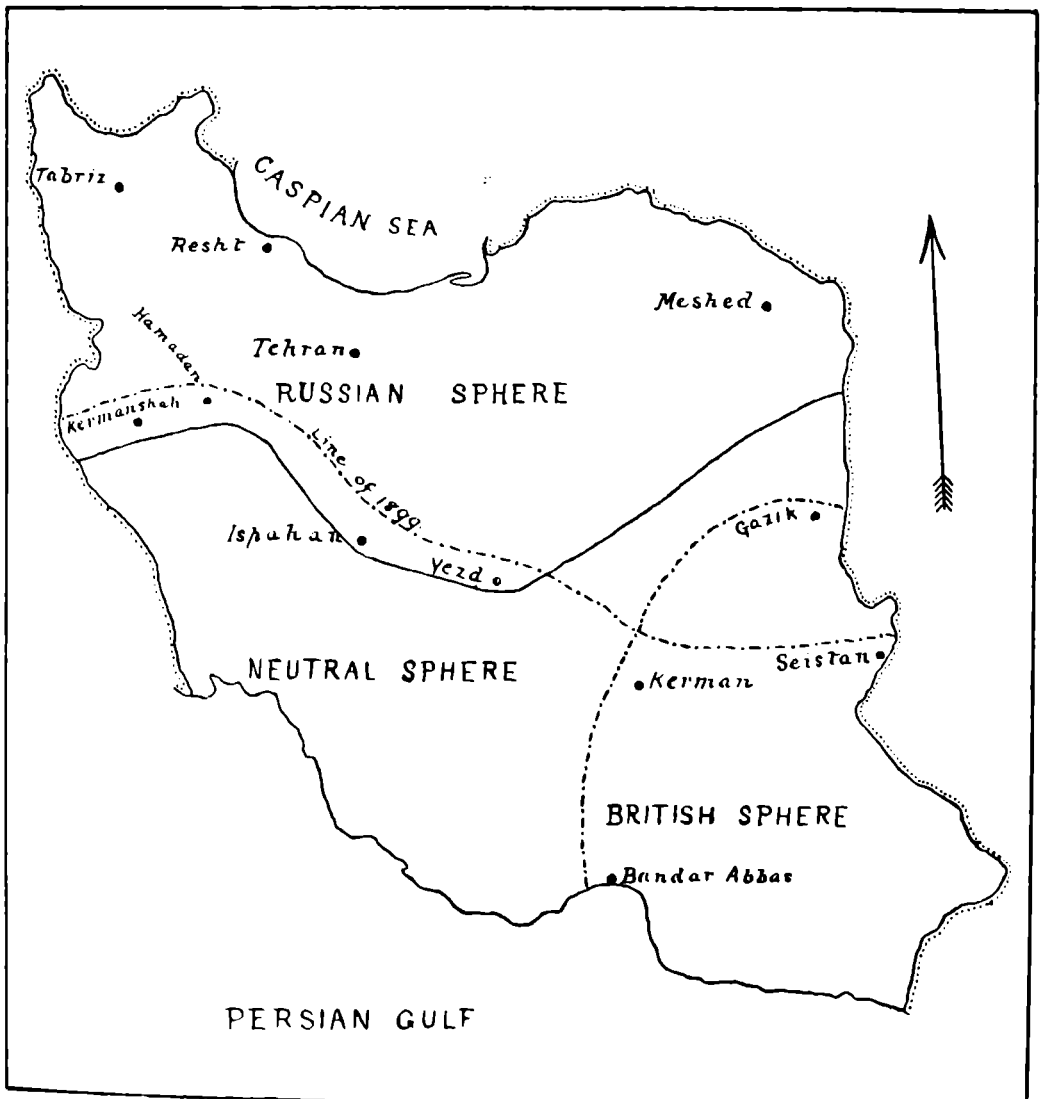 CASPIAN SEA
Tabriz
Resht
Meshed
Hamadan
Tehran
RUSSIAN SPHERE
Kermanshah
Line of 1899
Gazik
Ispahan
Yezd
NEUTRAL SPHERE
Seistan
Kerman
BRITISH SPHERE
Bandar Abbas
PERSIAN GULF